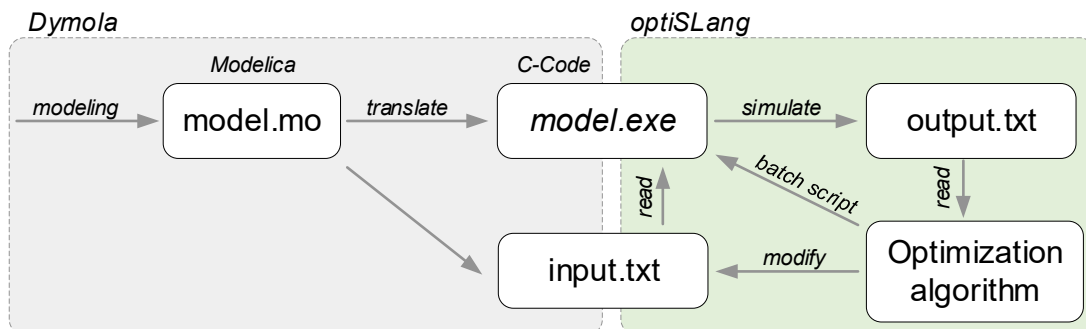 Dymola
optiSLang
Modelica
C-Code
modeling
model.mo
translate
model.exe
simulate
output.txt
batch script
read
read
input.txt
modify
Optimization
algorithm